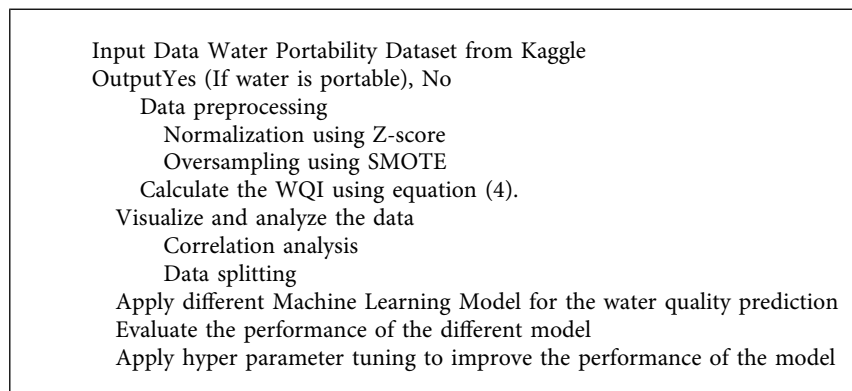 Input Data Water Portability Dataset from Kaggle
OutputYes (If water is portable), No
Data preprocessing
Normalization using Z-score
Oversampling using SMOTE
Calculate the WQI using equation (4).
Visualize and analyze the data
Correlation analysis
Data splitting
Apply different Machine Learning Model for the water quality prediction
Evaluate the performance of the different model
Apply hyper parameter tuning to improve the performance of the model